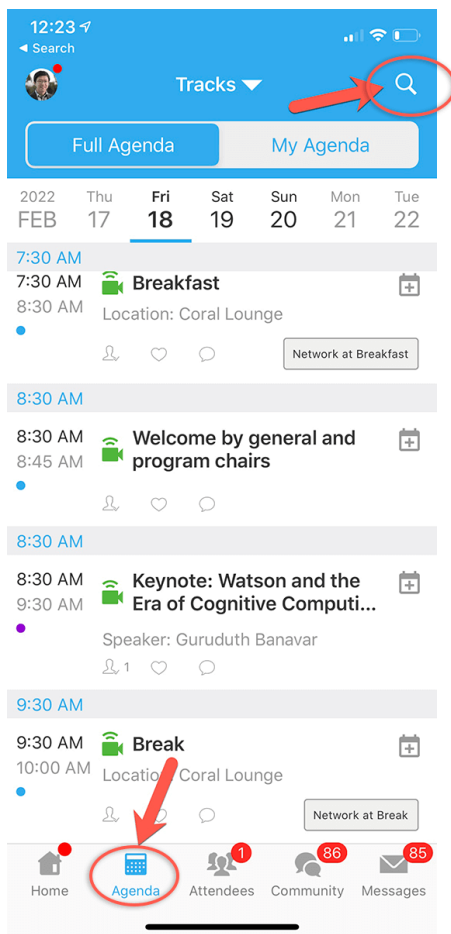 12:23
Search
Tracks
Full Agenda
My Agenda
2022 Thu Fri Sat Sun Mon Tue
FEB 17 18 19 20 21 22
7:30 AM
7:30 AM Breakfast
8:30 AM Location: Coral Lounge
Network at Breakfast
8:30 AM
8:30 AM Welcome by general and
8:45 AM program chairs
8:30 AM
8:30 AM Keynote: Watson and the
9:30 AM Era of Cognitive Computi...
Speaker: Guruduth Banavar
1
9:30 AM
9:30 AM Break
10:00 AM Location: Coral Lounge
Network at Break
1 86 85
Home Agenda Attendees Community Messages